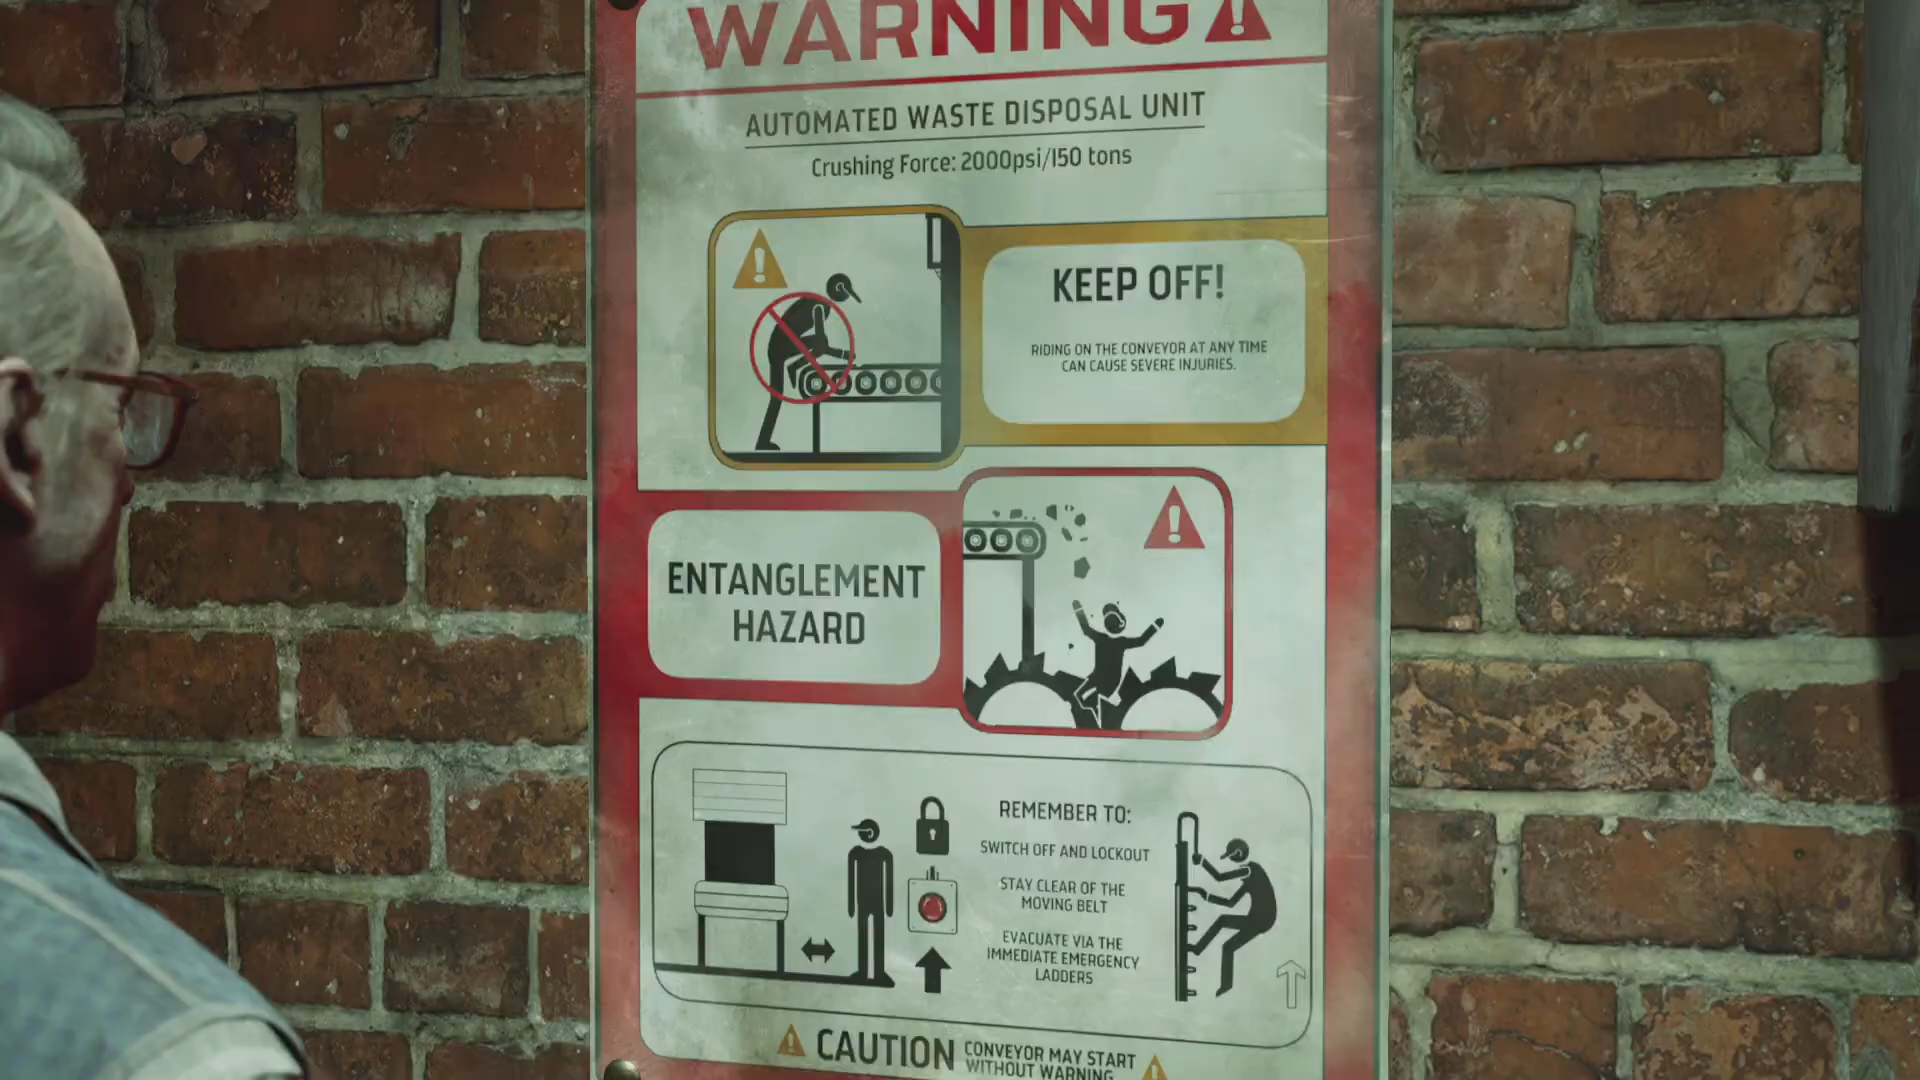 WARNING
AUTOMATED WASTE DISPOSAL UNIT
Crushing Force: 2000psi/150 tons
KEEP OFF!
RIDING ON THE CONVEYOR AT ANY TIME
CAN CAUSE SEVERE INJURIES.
ENTANGLEMENT
HAZARD
REMEMBER TO:
SWITCH OFF AND LOCKOUT
STAY CLEAR OF THE
MOVING BELT
EVACUATE VIA THE
IMMEDIATE EMERGENCY
LADDERS
CAUTION CONVEYOR MAY START
WITHOUT WARNING